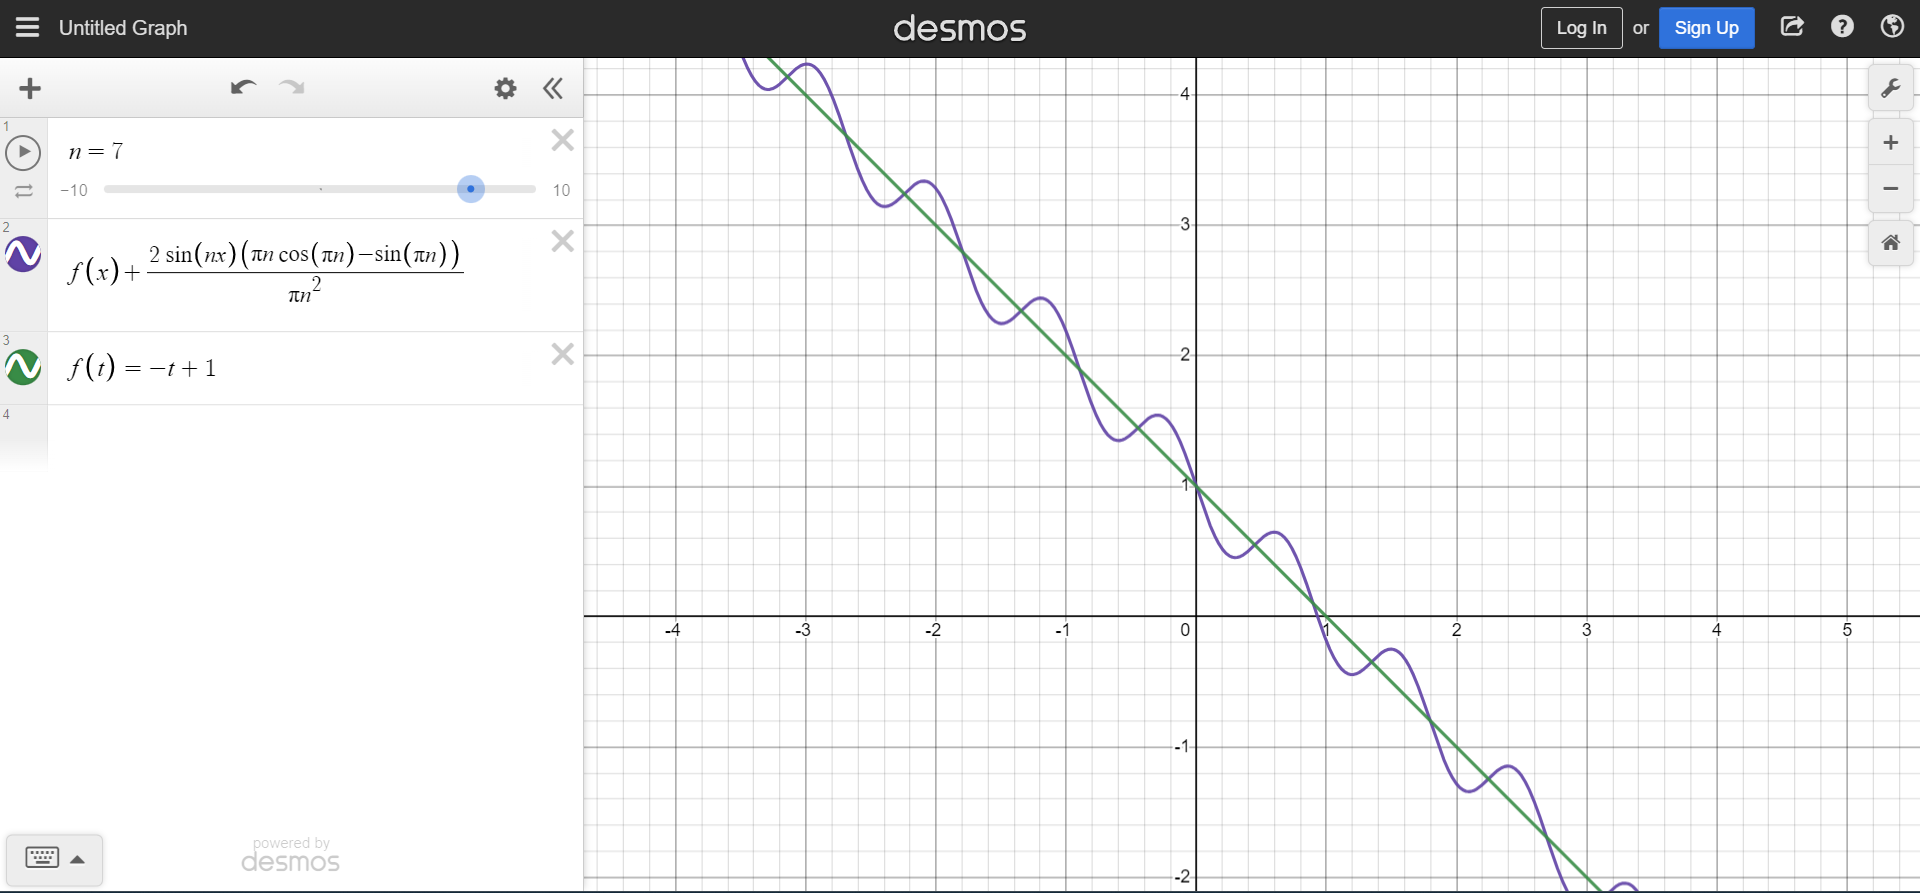 Untitled Graph
desmos
Log In or Sign Up
1
n = 7
−10 10
2
f(x) + 2 sin(nx)(πn cos(πn)−sin(πn)) / πn²
3
f(t) = −t + 1
4
powered by
desmos
4
3
2
1
-4 -3 -2 -1 0 1 2 3 4 5
-1
-2